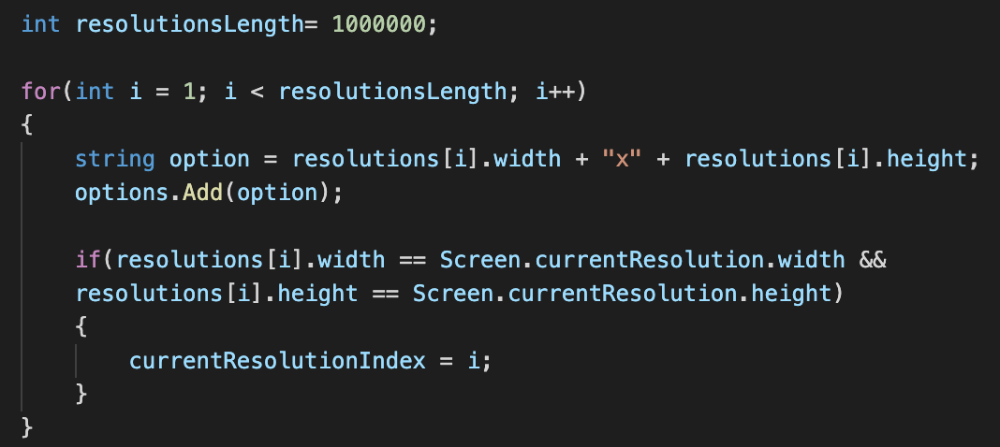 int resolutionsLength= 1000000;
for(int i = 1; i < resolutionsLength; i++)
{
string option = resolutions[i].width + "x" + resolutions[i].height;
options.Add(option);
if(resolutions[i].width == Screen.currentResolution.width &&
resolutions[i].height == Screen.currentResolution.height)
{
currentResolutionIndex = i;
}
}